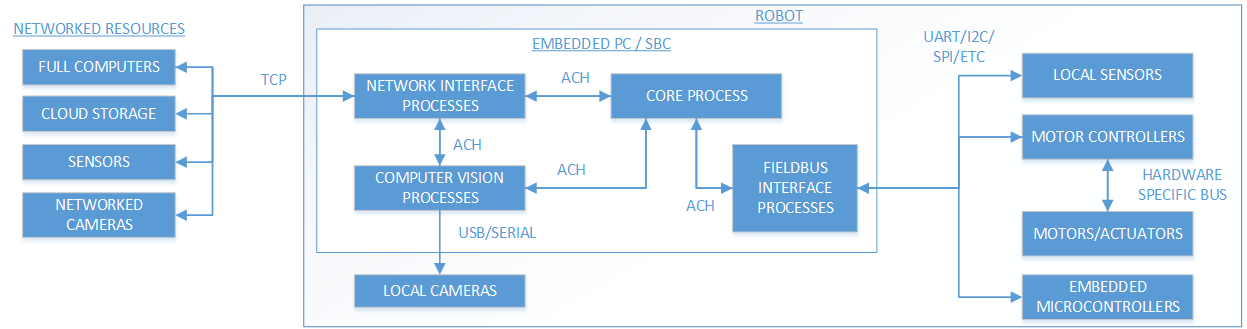 ROBOT
NETWORKED RESOURCES
EMBEDDED PC / SBC
FULL COMPUTERS
CLOUD STORAGE
SENSORS
NETWORKED
CAMERAS
TCP
NETWORK INTERFACE
PROCESSES
ACH
CORE PROCESS
ACH
COMPUTER VISION
PROCESSES
ACH
ACH
FIELDBUS
INTERFACE
PROCESSES
USB/SERIAL
LOCAL CAMERAS
UART/I2C/
SPI/ETC
LOCAL SENSORS
MOTOR CONTROLLERS
HARDWARE
SPECIFIC BUS
MOTORS/ACTUATORS
EMBEDDED
MICROCONTROLLERS